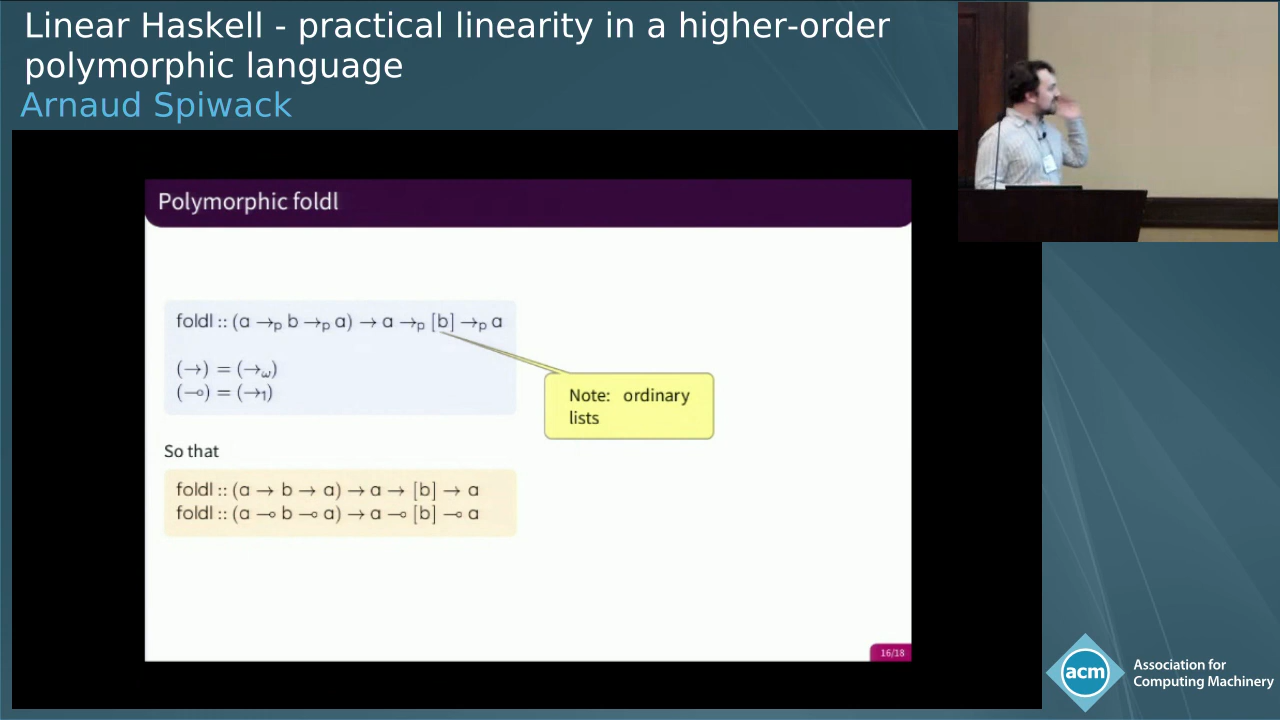 Linear Haskell - practical linearity in a higher-order
polymorphic language
Arnaud Spiwack
Polymorphic foldl
foldl :: (a →ₚ b →ₚ a) → a →ₚ [b] →ₚ a
(→) = (→ω)
(⊸) = (→₁)
Note: ordinary
lists
So that
foldl :: (a → b → a) → a → [b] → a
foldl :: (a ⊸ b ⊸ a) → a ⊸ [b] ⊸ a
16/18
acm
Association for
Computing Machinery